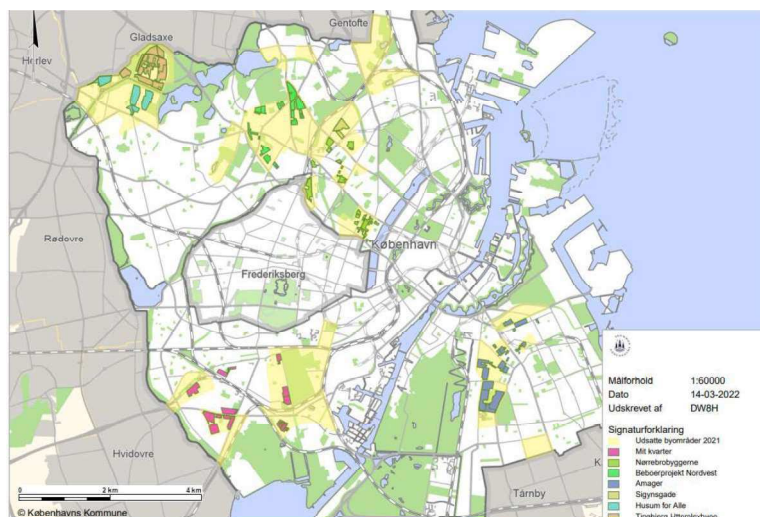 Gentofte
Gladsaxe
Herlev
Rødovre
København
Frederiksberg
Hvidovre
Tårnby
Målforhold 1:60000
Dato 14-03-2022
Udskrevet af DW8H
Signaturforklaring
Udsatte byområder 2021
Mit kvarter
Nørrebrobyggerne
Beboerprojekt Nordvest
Amager
Sigynsgade
Husum for Alle
0 2 km 4 km
© Københavns Kommune